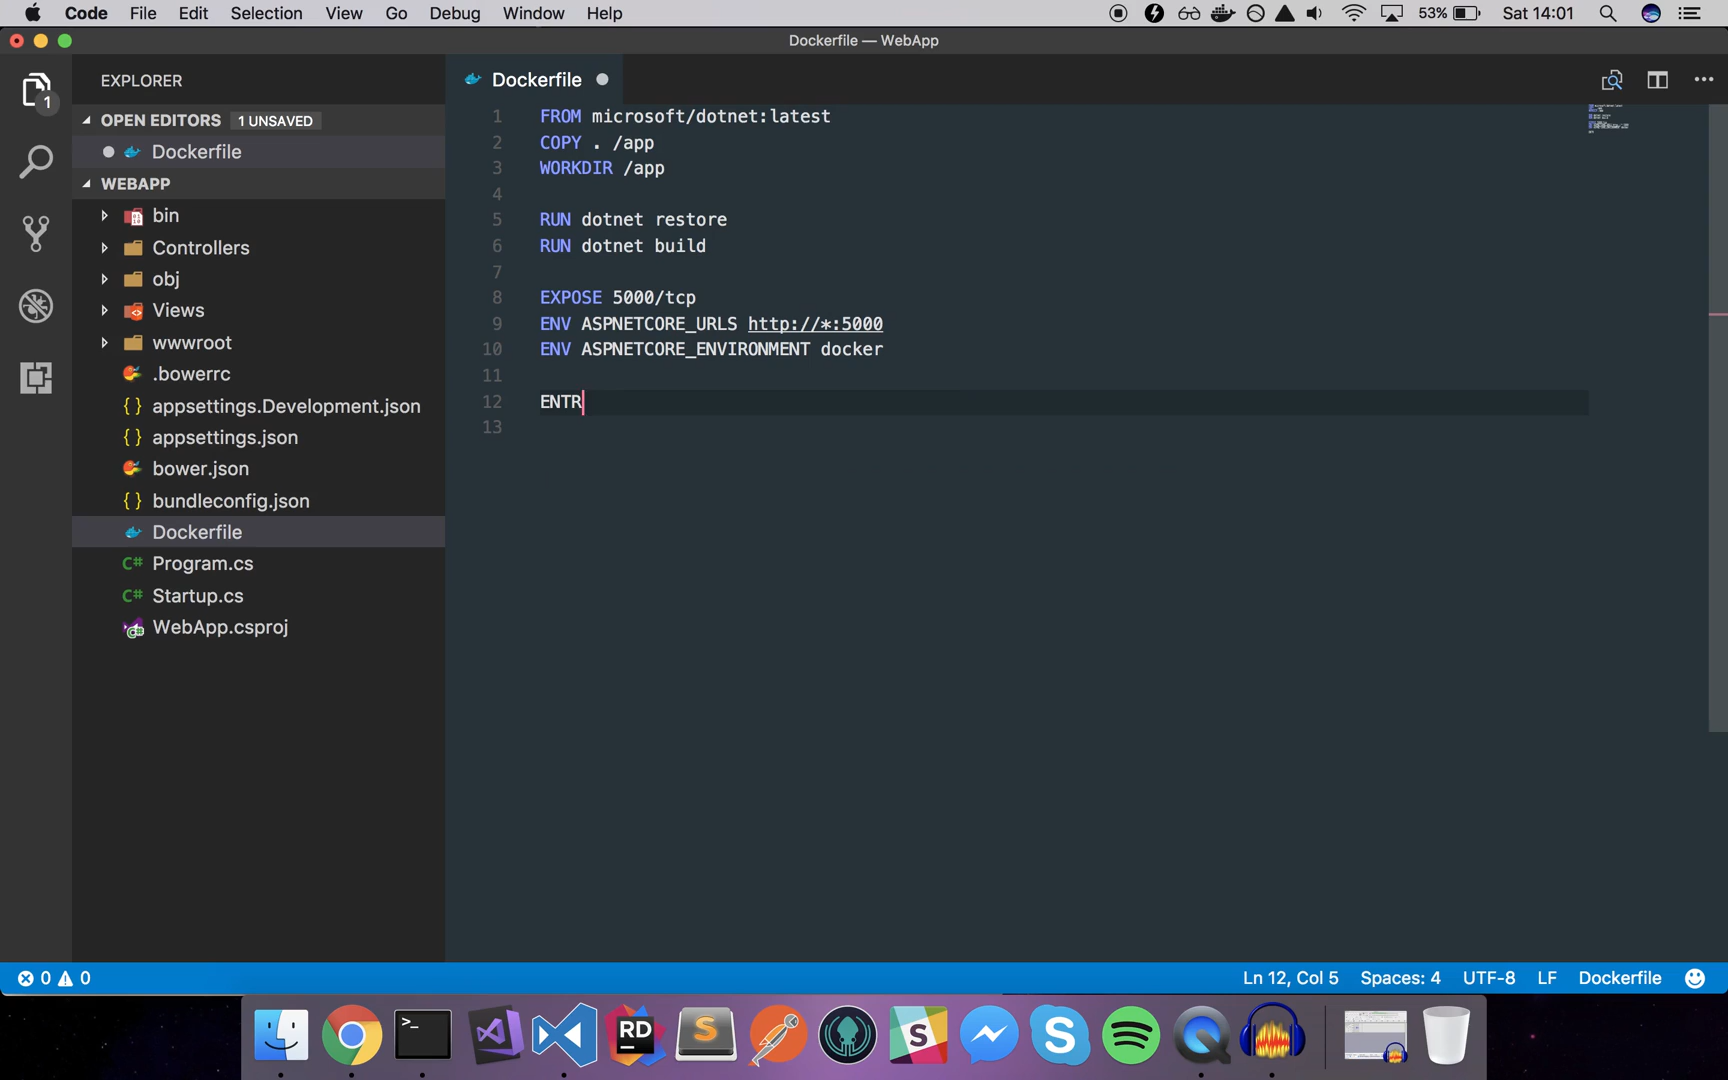 Code File Edit Selection View Go Debug Window Help 53% Sat 14:01
Dockerfile — WebApp
EXPLORER
1
OPEN EDITORS 1 UNSAVED
Dockerfile
WEBAPP
bin
Controllers
obj
Views
wwwroot
.bowerrc
{ } appsettings.Development.json
{ } appsettings.json
bower.json
{ } bundleconfig.json
Dockerfile
C# Program.cs
C# Startup.cs
WebApp.csproj
Dockerfile
1 FROM microsoft/dotnet:latest
2 COPY . /app
3 WORKDIR /app
4
5 RUN dotnet restore
6 RUN dotnet build
7
8 EXPOSE 5000/tcp
9 ENV ASPNETCORE_URLS http://*:5000
10 ENV ASPNETCORE_ENVIRONMENT docker
11
12 ENTR
13
0 0 Ln 12, Col 5 Spaces: 4 UTF-8 LF Dockerfile
>_ RD S S S